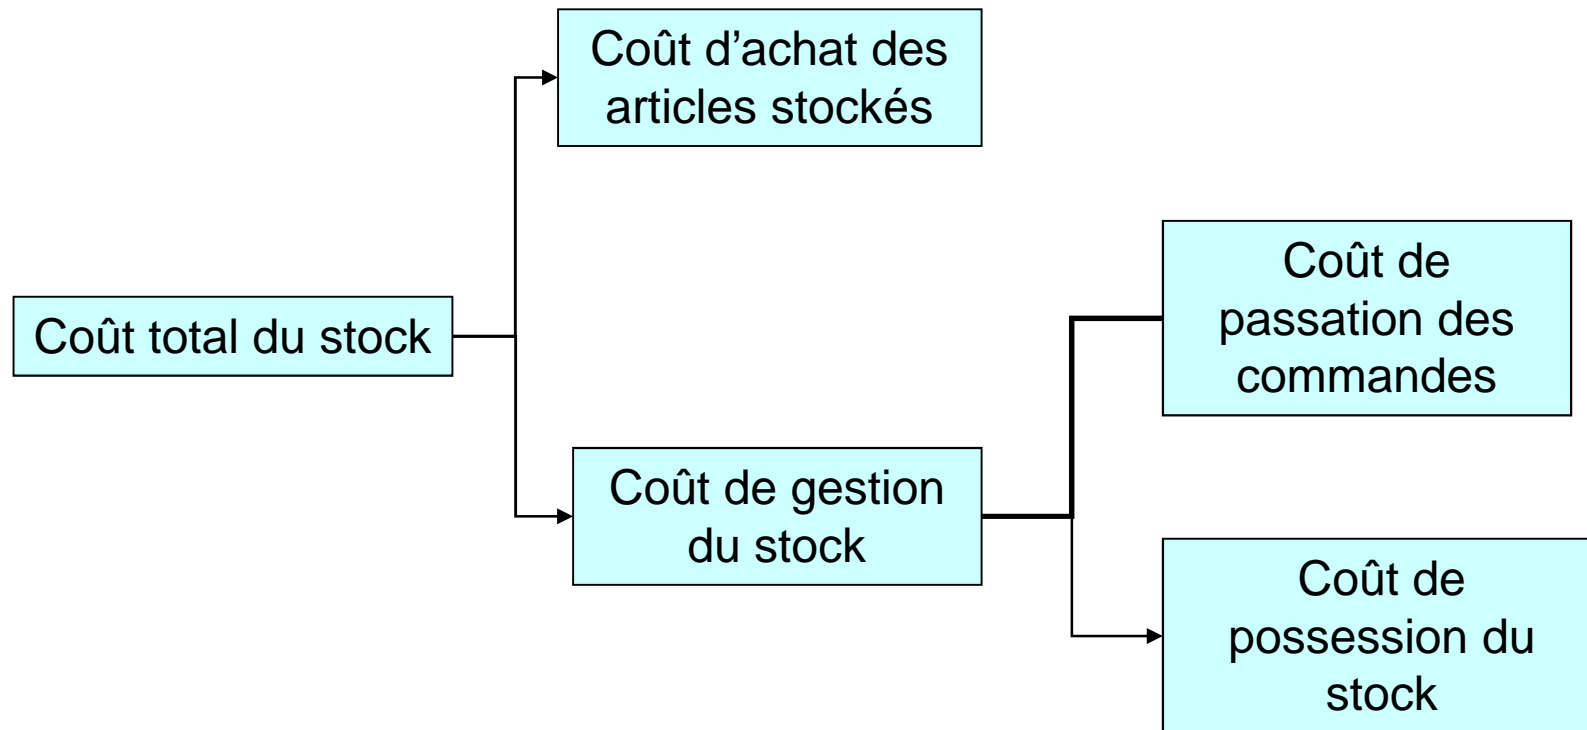 Coût d’achat des
articles stockés
Coût total du stock
Coût de gestion
du stock
Coût de
passation des
commandes
Coût de
possession du
stock